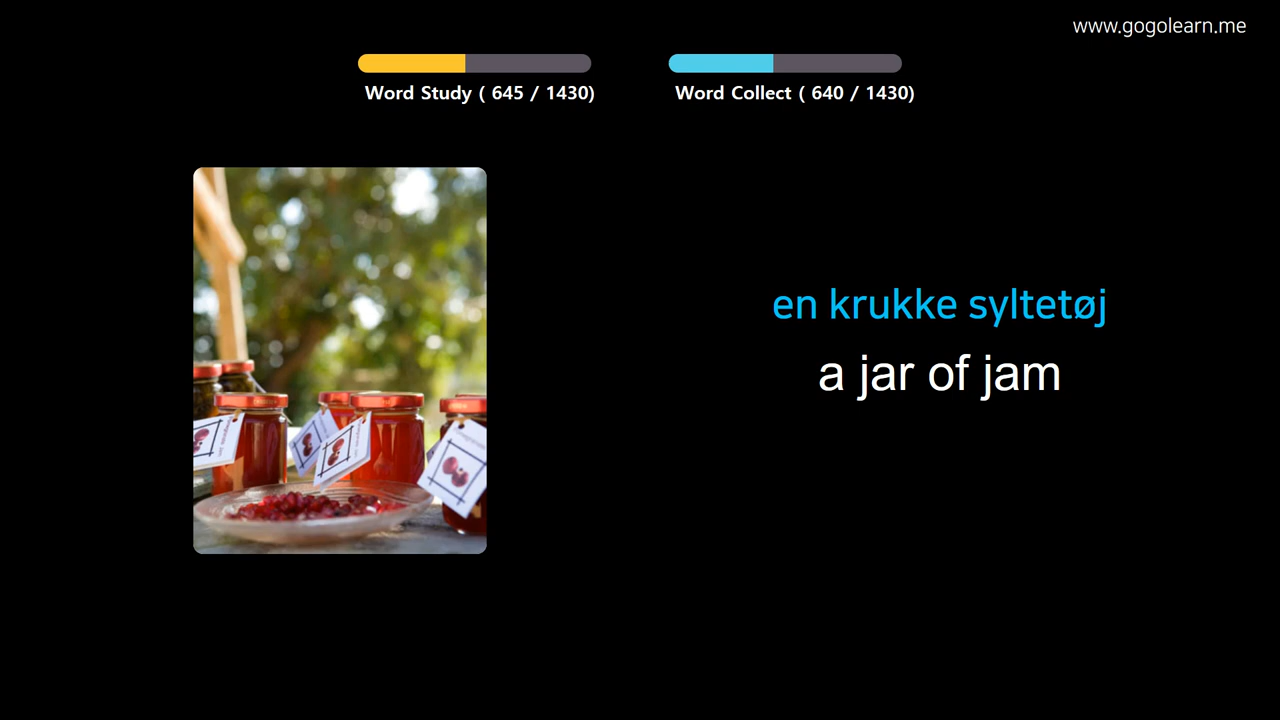 www.gogolearn.me
Word Study ( 645 / 1430)
Word Collect ( 640 / 1430)
en krukke syltetøj
a jar of jam